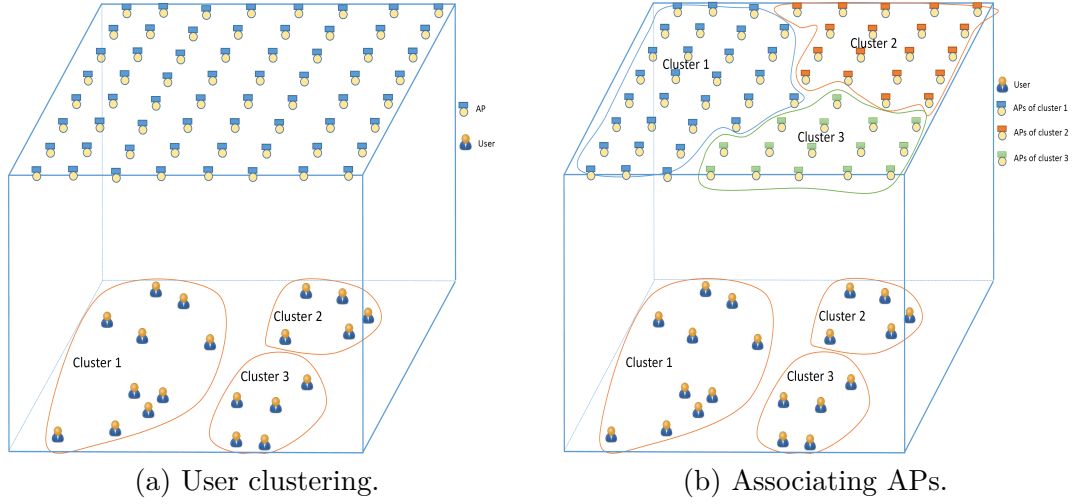 AP
User
Cluster 1
Cluster 2
Cluster 3
(a) User clustering.
Cluster 1
Cluster 2
Cluster 3
User
APs of cluster 1
APs of cluster 2
APs of cluster 3
Cluster 1
Cluster 2
Cluster 3
(b) Associating APs.